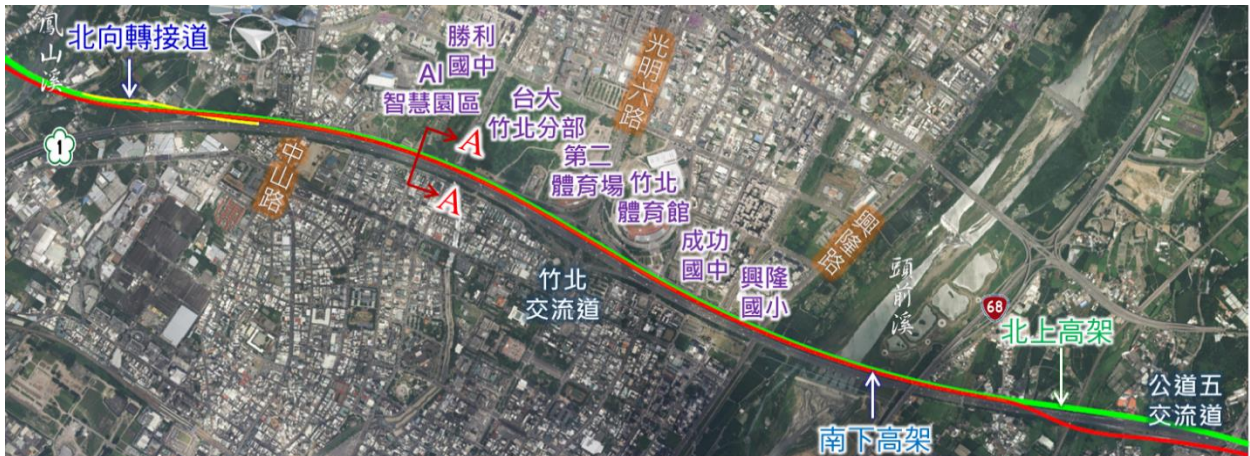 鳳山溪
北向轉接道
1
中山路
勝利
國中
AI
智慧園區
A
A
台大
竹北分部
光明六路
第二
體育場
竹北
體育館
成功
國中
興隆
國小
興隆路
竹北
交流道
頭前溪
68
北上高架
公道五
交流道
南下高架